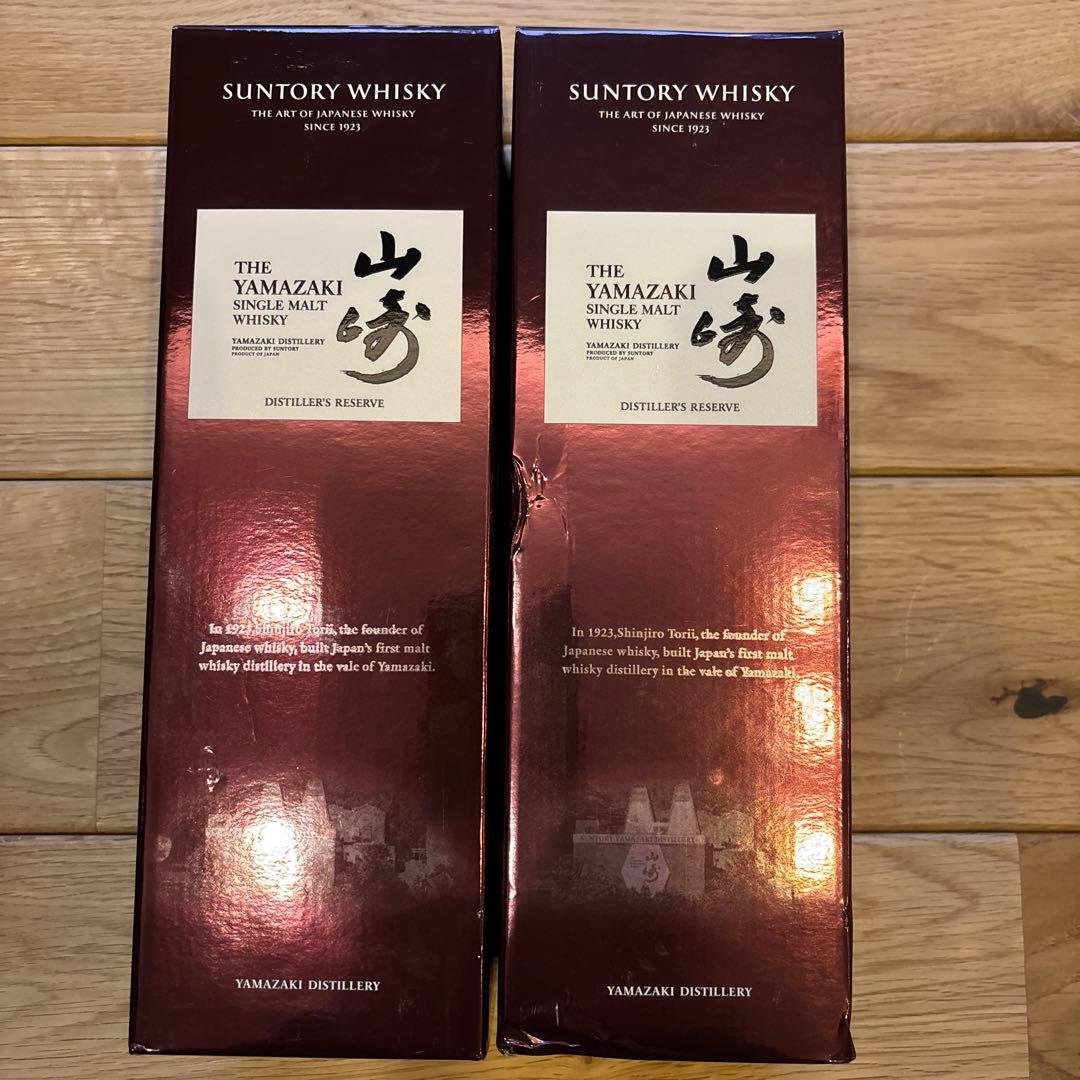 SUNTORY WHISKY
THE ART OF JAPANESE WHISKY
SINCE 1923
THE
YAMAZAKI
SINGLE MALT
WHISKY
YAMAZAKI DISTILLERY
PRODUCED BY SUNTORY
PRODUCT OF JAPAN
山崎
DISTILLER'S RESERVE
In 1923,Shinjiro Torii, the founder of
Japanese whisky, built Japan's first malt
whisky distillery in the vale of Yamazaki.
YAMAZAKI DISTILLERY
SUNTORY WHISKY
THE ART OF JAPANESE WHISKY
SINCE 1923
THE
YAMAZAKI
SINGLE MALT
WHISKY
YAMAZAKI DISTILLERY
PRODUCED BY SUNTORY
PRODUCT OF JAPAN
山崎
DISTILLER'S RESERVE
In 1923,Shinjiro Torii, the founder of
Japanese whisky, built Japan's first malt
whisky distillery in the vale of Yamazaki.
SUNTORY YAMAZAKI DISTILLERY
山崎
YAMAZAKI DISTILLERY